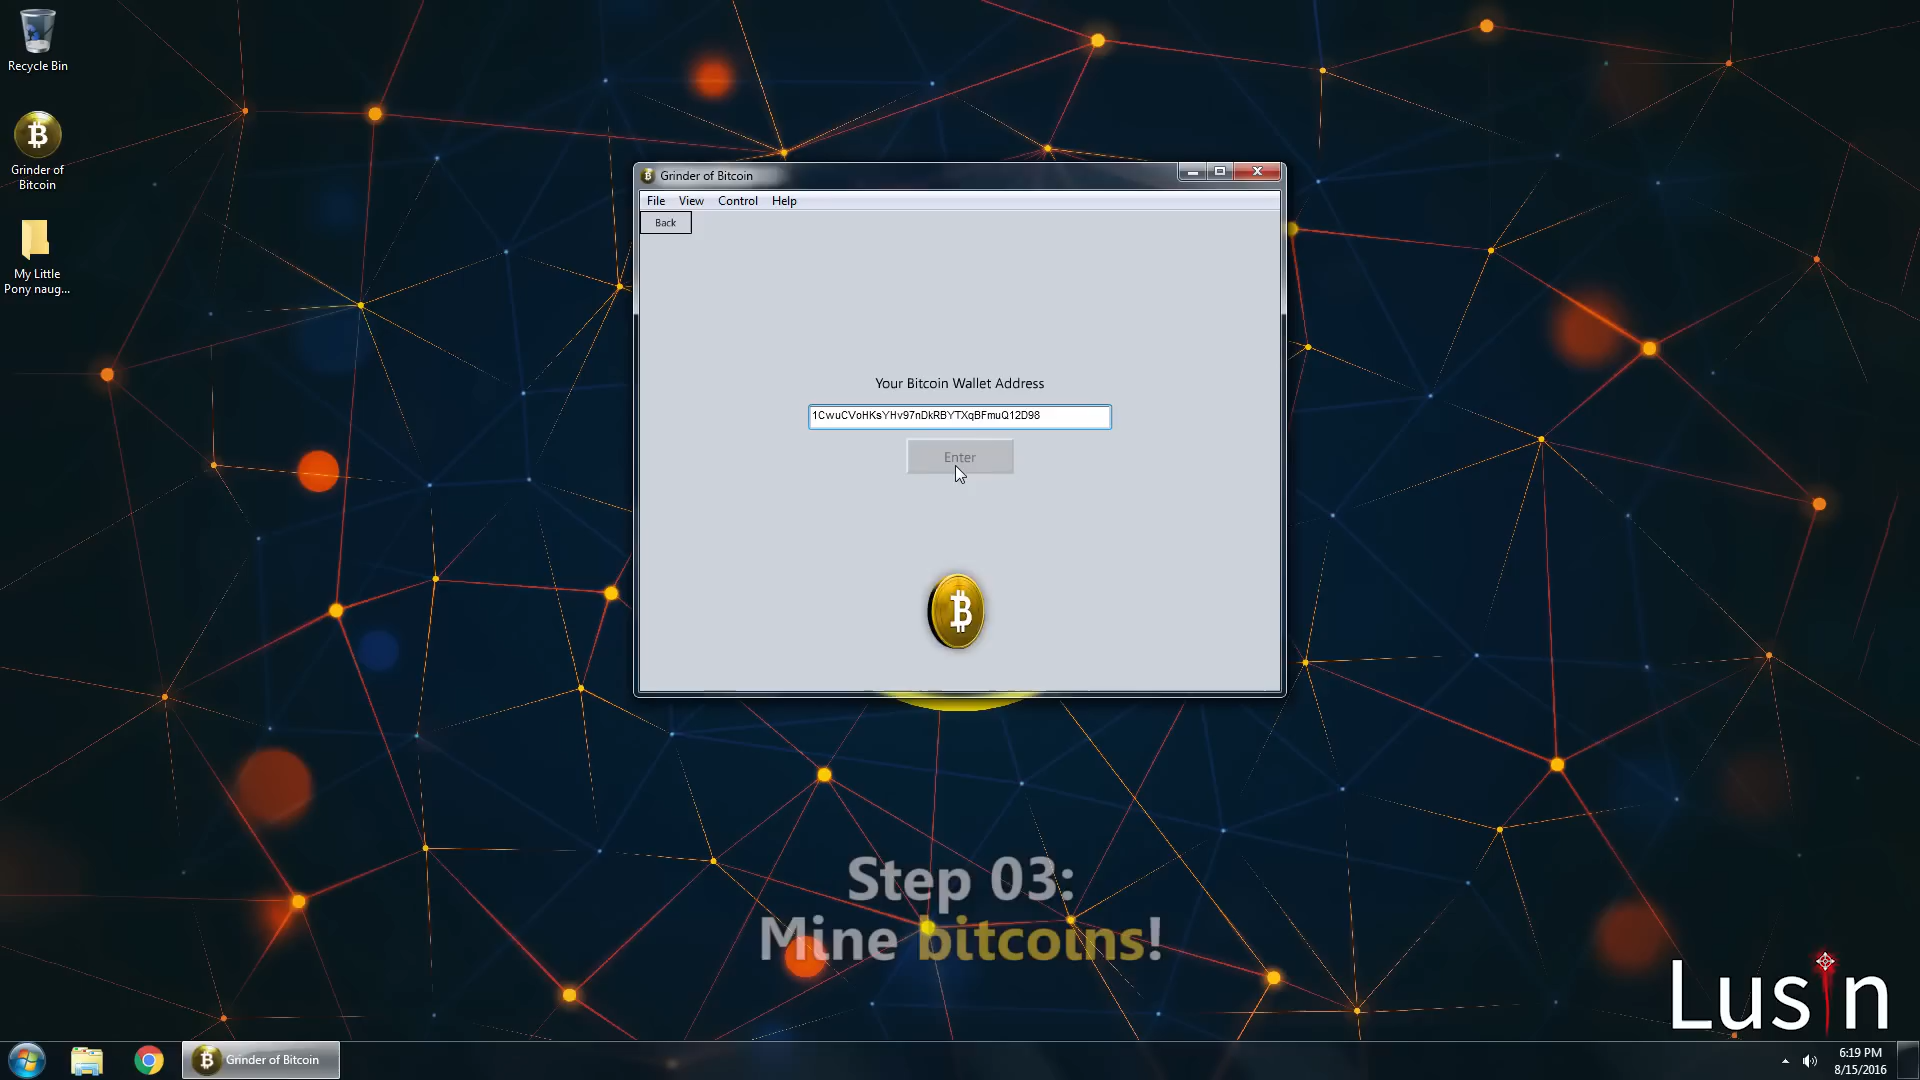 Recycle Bin
Grinder of
Bitcoin
My Little
Pony naug...
Grinder of Bitcoin
File View Control Help
Back
Your Bitcoin Wallet Address
1CwuCVoHKsYHv97nDkRBYTXqBFmuQ12D98
Enter
Step 03:
Mine bitcoins!
Lusin
Grinder of Bitcoin
6:19 PM
8/15/2016